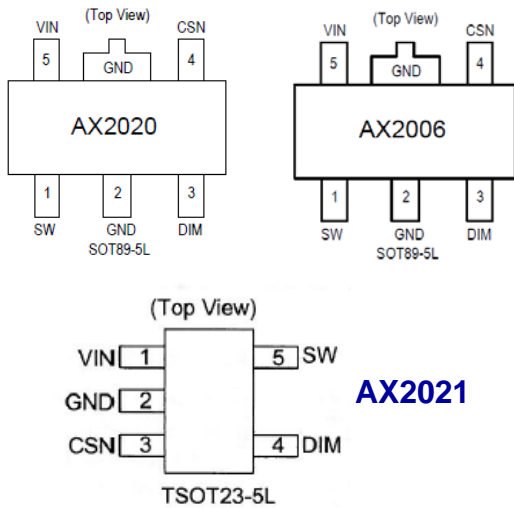 (Top View) (Top View)
VIN CSN VIN CSN
5 GND 4 5 GND 4
AX2020 AX2006
1 2 3 1 2 3
SW GND DIM SW GND DIM
SOT89-5L SOT89-5L
(Top View)
VIN 1 5 SW
AX2021
GND 2
CSN 3 4 DIM
TSOT23-5L